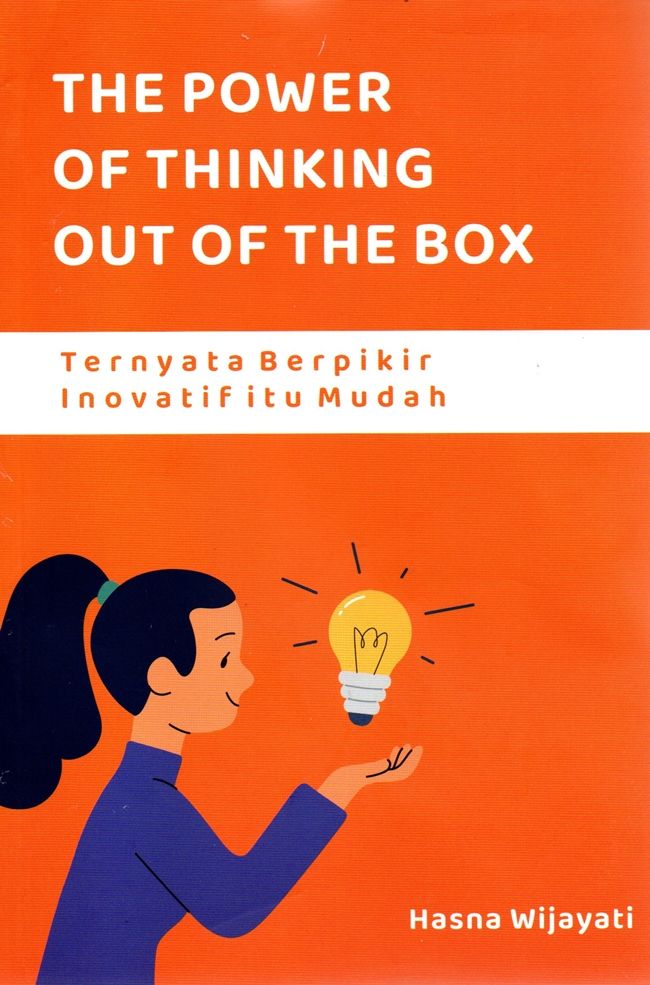 THE POWER
OF THINKING
OUT OF THE BOX
Ternyata Berpikir
Inovatif itu Mudah
Hasna Wijayati